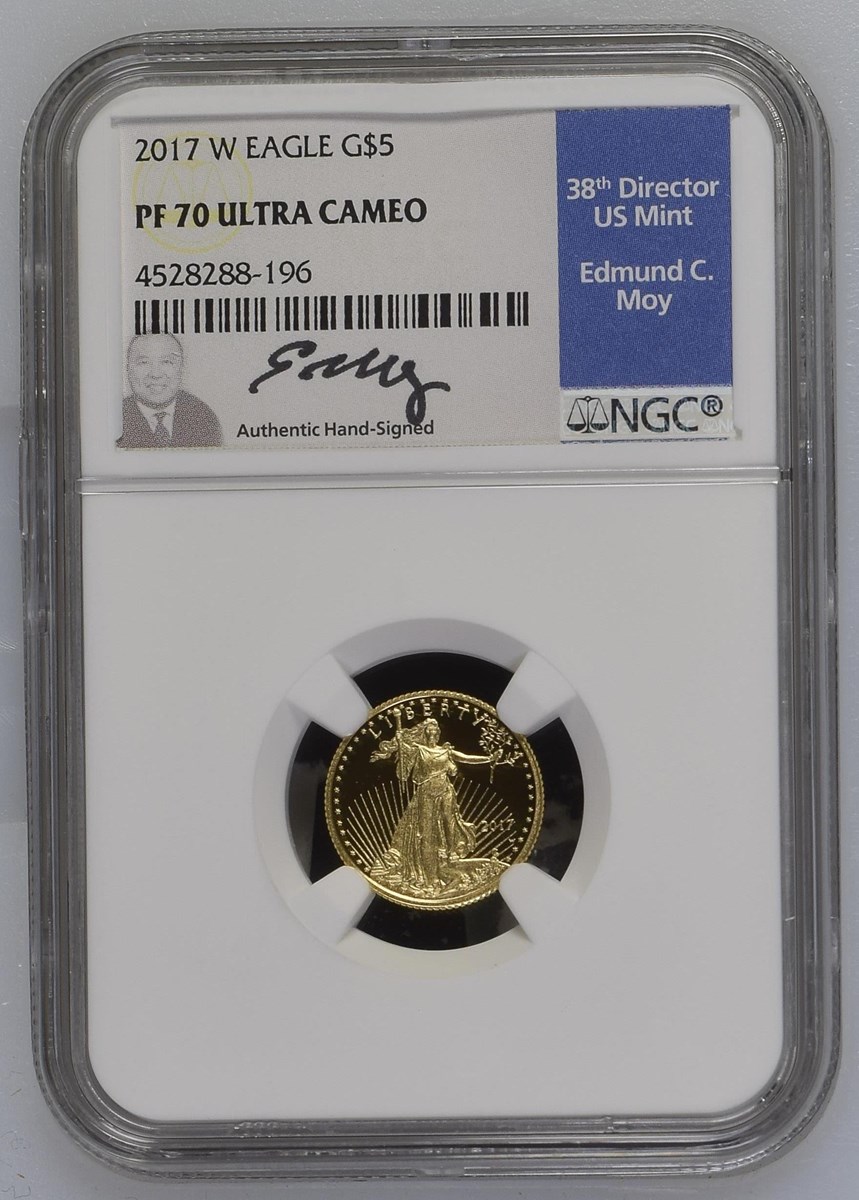 2017 W EAGLE G$5
PF 70 ULTRA CAMEO
4528288-196
Authentic Hand-Signed
38th Director
US Mint
Edmund C.
Moy
NGC®
LIBERTY
2017
W